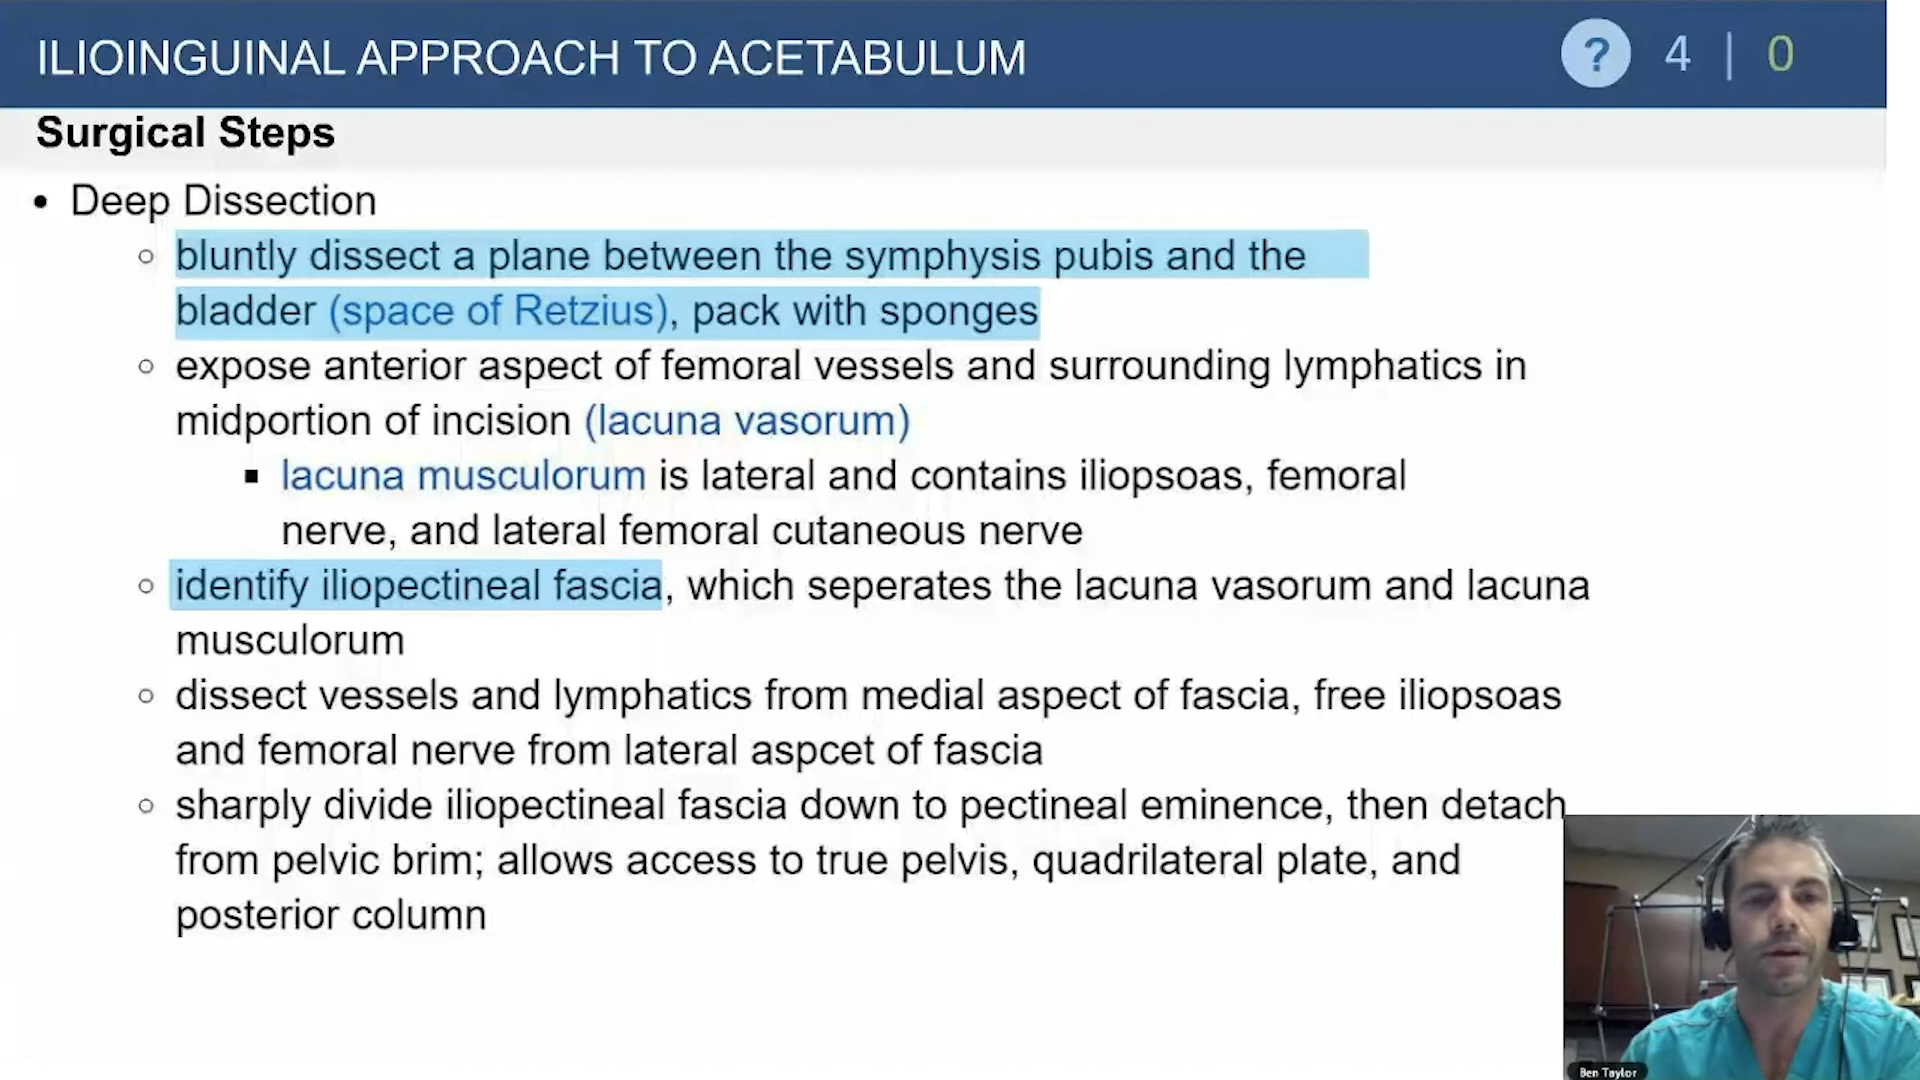 ILIOINGUINAL APPROACH TO ACETABULUM
? 4 | 0
Surgical Steps
• Deep Dissection
○ bluntly dissect a plane between the symphysis pubis and the
bladder (space of Retzius), pack with sponges
○ expose anterior aspect of femoral vessels and surrounding lymphatics in
midportion of incision (lacuna vasorum)
▪ lacuna musculorum is lateral and contains iliopsoas, femoral
nerve, and lateral femoral cutaneous nerve
○ identify iliopectineal fascia, which seperates the lacuna vasorum and lacuna
musculorum
○ dissect vessels and lymphatics from medial aspect of fascia, free iliopsoas
and femoral nerve from lateral aspcet of fascia
○ sharply divide iliopectineal fascia down to pectineal eminence, then detach
from pelvic brim; allows access to true pelvis, quadrilateral plate, and
posterior column
Ben Taylor